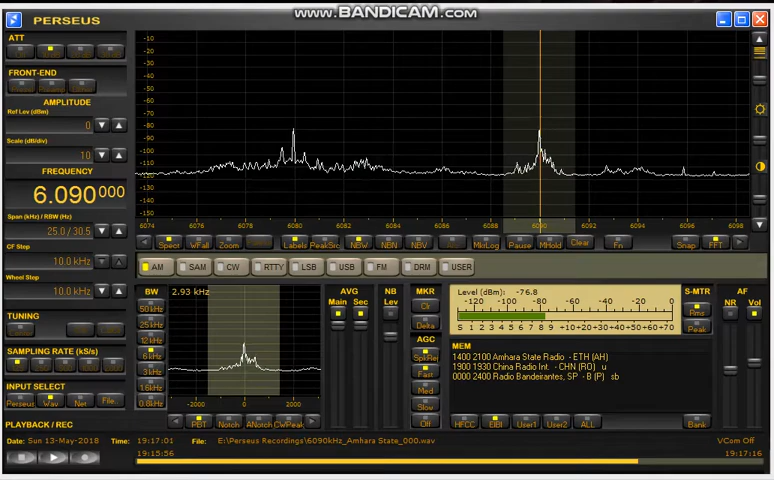 WWW.BANDICAM.COM
PERSEUS
ATT
FRONT-END
AMPLITUDE
Ref Lev (dBm)
0
Scale (dB/div)
10
FREQUENCY
6.090000
Span (kHz) / RBW (Hz)
25.0 / 30.5
CF Step
10.0 kHz
Wheel Step
10.0 kHz
TUNING
SAMPLING RATE (kS/s)
INPUT SELECT
Perseus Wav Net File..
-10
-20
-30
-40
-50
-60
-70
-80
-90
-100
-110
-120
-130
-140
-150
6074 6076 6078 6080 6082 6084 6086 6088 6090 6092 6094 6096 6098
Spect WFall Zoom Labels PeakSrc NBW NBN NBV MkrLog Pause MHold Clear Fn Snap FFT
AM SAM CW RTTY LSB USB FM DRM USER
BW
50kHz
25kHz
12kHz
6 kHz
3 kHz
1.6kHz
0.8kHz
2.93 kHz
-2000 0 2000
PBT Notch ANotch CWPeak
AVG
Main Sec
NB
Lev
MKR
Clr
Delta
AGC
SpkRej
Fast
Med
Slow
Off
Level (dBm): -76.8
-120 -100 -80 -60 -40 -20 0
S 1 2 3 4 5 6 7 8 9 +10 +20 +30 +40 +50 +60 +70
S-MTR
Rms
Peak
AF
NR Vol
MEM
1400 2100 Amhara State Radio - ETH (AH)
1900 1930 China Radio Int. - CHN (RO) u
0000 2400 Radio Bandeirantes, SP - B (P) sb
HFCC EIBI User1 User2 ALL Bank
PLAYBACK / REC
Date: Sun 13-May-2018 Time: 19:17:01 File: E:\Perseus Recordings\6090kHz_Amhara State_000.wav VCom Off
19:15:56 19:17:16